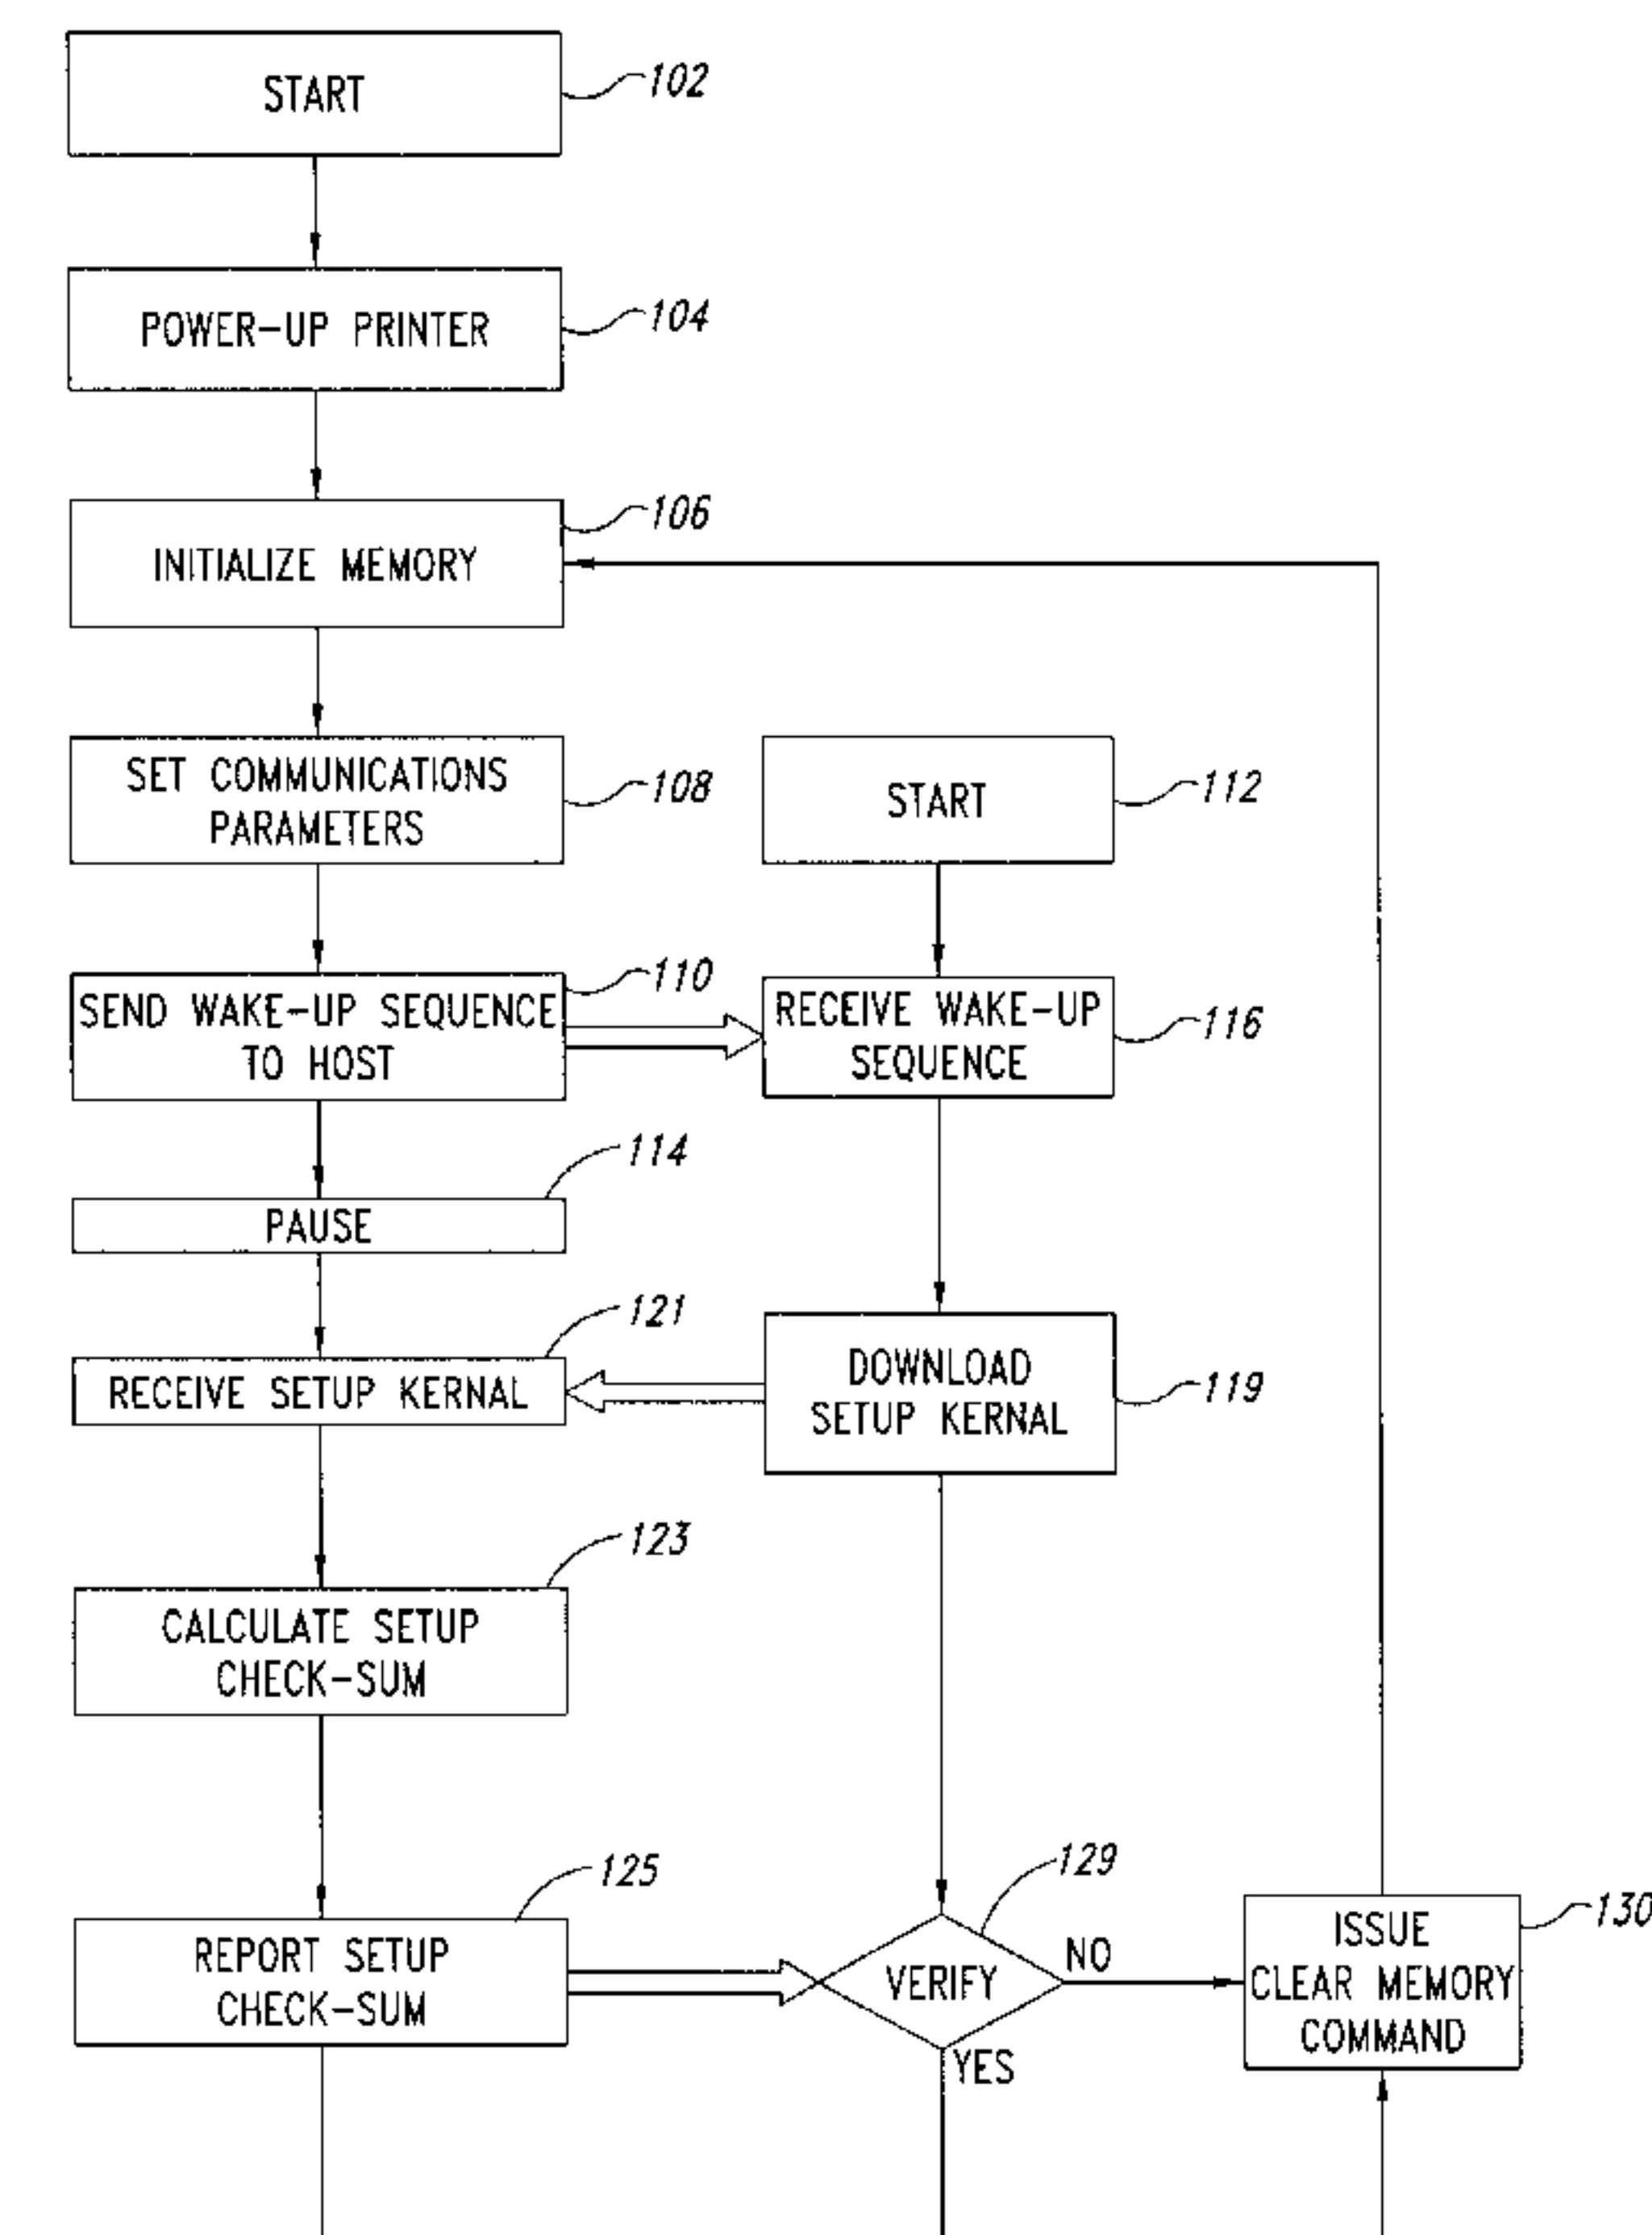 START
102
POWER-UP PRINTER
104
INITIALIZE MEMORY
106
SET COMMUNICATIONS
PARAMETERS
108
START
112
SEND WAKE-UP SEQUENCE
TO HOST
110
RECEIVE WAKE-UP
SEQUENCE
116
PAUSE
114
RECEIVE SETUP KERNAL
121
DOWNLOAD
SETUP KERNAL
119
CALCULATE SETUP
CHECK-SUM
123
REPORT SETUP
CHECK-SUM
125
VERIFY
129
NO
YES
ISSUE
CLEAR MEMORY
COMMAND
130